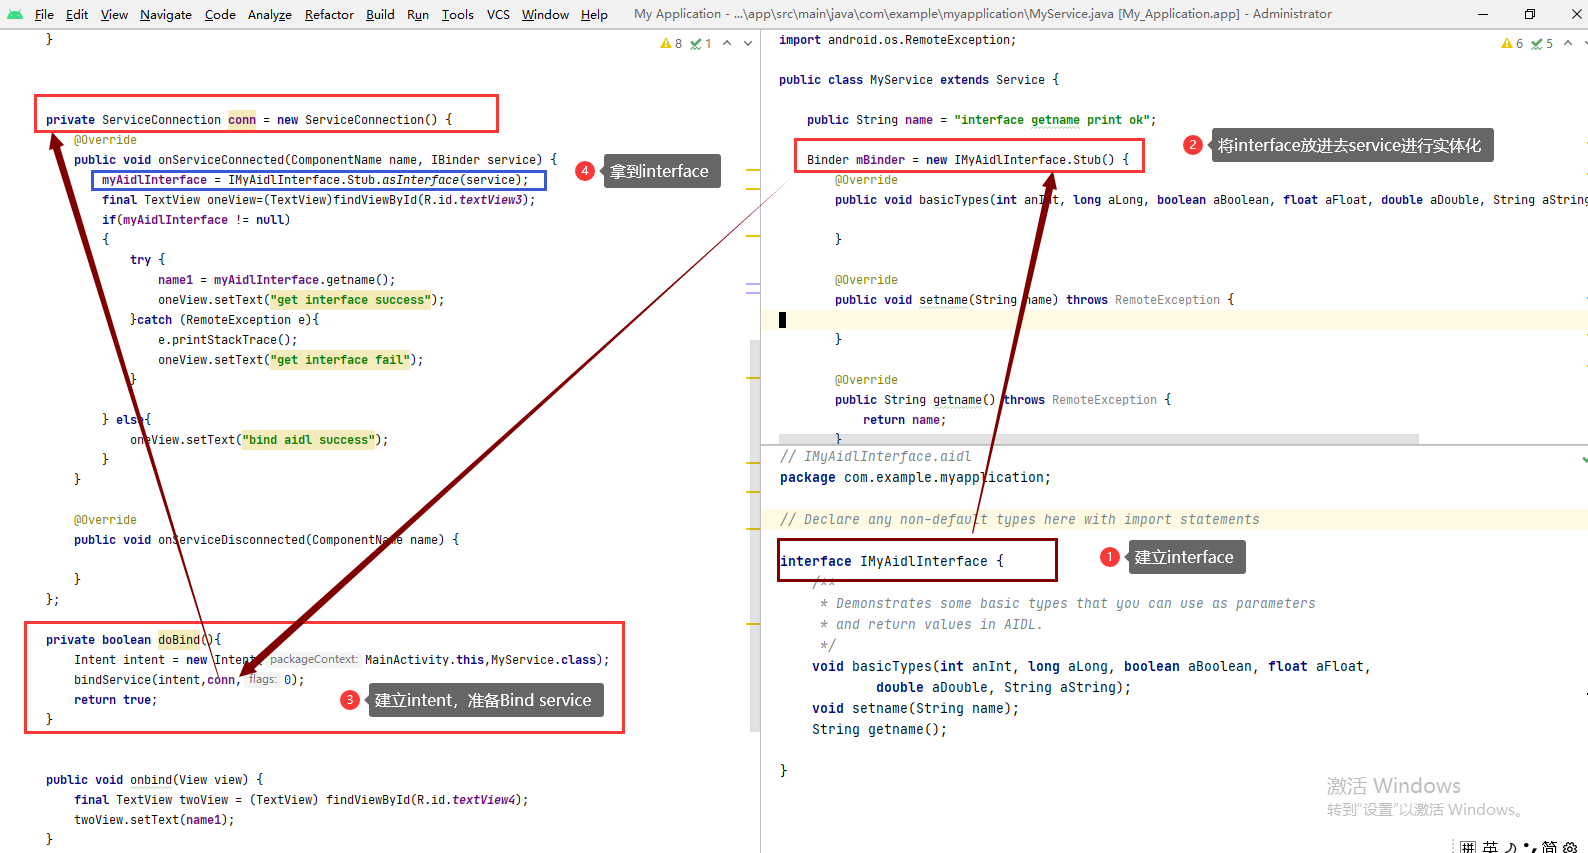 File Edit View Navigate Code Analyze Refactor Build Run Tools VCS Window Help My Application - ...\app\src\main\java\com\example\myapplication\MyService.java [My_Application.app] - Administrator
}
8 1
private ServiceConnection conn = new ServiceConnection() {
@Override
public void onServiceConnected(ComponentName name, IBinder service) {
myAidlInterface = IMyAidlInterface.Stub.asInterface(service);
4 拿到interface
final TextView oneView=(TextView)findViewById(R.id.textView3);
if(myAidlInterface != null)
{
try {
name1 = myAidlInterface.getname();
oneView.setText("get interface success");
}catch (RemoteException e){
e.printStackTrace();
oneView.setText("get interface fail");
}
} else{
oneView.setText("bind aidl success");
}
}
@Override
public void onServiceDisconnected(ComponentName name) {
}
};
private boolean doBind(){
Intent intent = new Intent( packageContext: MainActivity.this,MyService.class);
bindService(intent,conn, flags: 0);
return true;
3 建立intent，准备Bind service
}
public void onbind(View view) {
final TextView twoView = (TextView) findViewById(R.id.textView4);
twoView.setText(name1);
}
import android.os.RemoteException;
6 5
public class MyService extends Service {
public String name = "interface getname print ok";
2 将interface放进去service进行实体化
Binder mBinder = new IMyAidlInterface.Stub() {
@Override
public void basicTypes(int anInt, long aLong, boolean aBoolean, float aFloat, double aDouble, String aString
}
@Override
public void setname(String name) throws RemoteException {
}
@Override
public String getname() throws RemoteException {
return name;
}
// IMyAidlInterface.aidl
package com.example.myapplication;
// Declare any non-default types here with import statements
interface IMyAidlInterface {
1 建立interface
/**
* Demonstrates some basic types that you can use as parameters
* and return values in AIDL.
*/
void basicTypes(int anInt, long aLong, boolean aBoolean, float aFloat,
double aDouble, String aString);
void setname(String name);
String getname();
}
激活 Windows
转到"设置"以激活 Windows。
拼 英 简